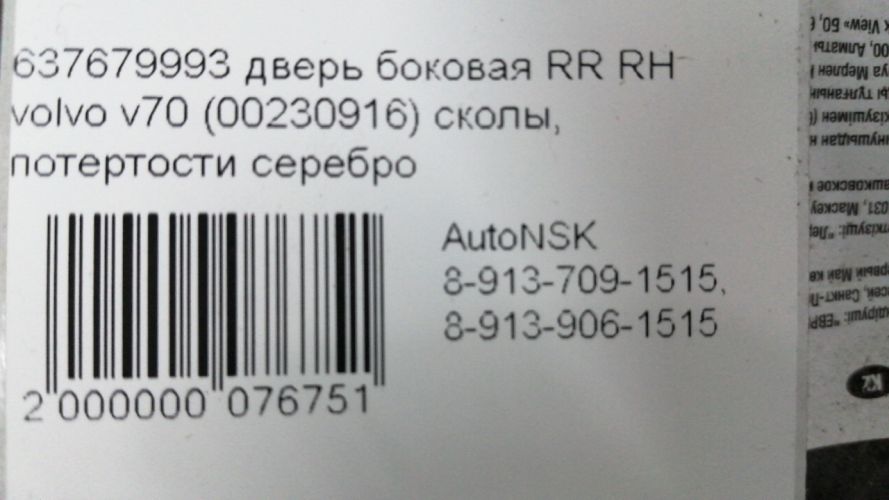 637679993 дверь боковая RR RH
volvo v70 (00230916) сколы,
потертости серебро
AutoNSK
8-913-709-1515,
8-913-906-1515
2 000000 076751
KZ